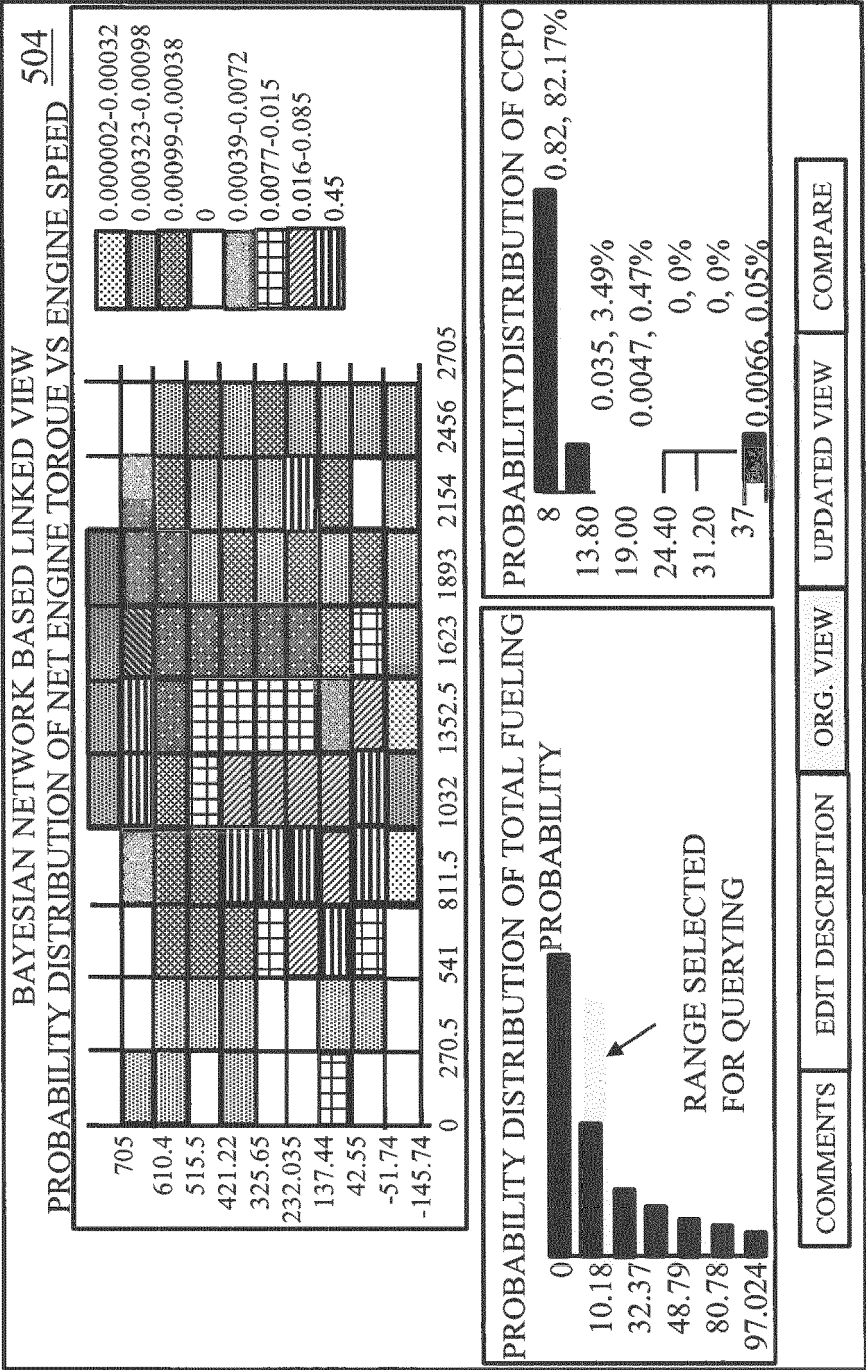 BAYESIAN NETWORK BASED LINKED VIEW
504
PROBABILITY DISTRIBUTION OF NET ENGINE TORQUE VS ENGINE SPEED
705
610.4
515.5
421.22
325.65
232.035
137.44
42.55
-51.74
-145.74
0 270.5 541 811.5 1032 1352.5 1623 1893 2154 2456 2705
0.000002-0.00032
0.000323-0.00098
0.00099-0.00038
0
0.00039-0.0072
0.0077-0.015
0.016-0.085
0.45
PROBABILITY DISTRIBUTION OF TOTAL FUELING
PROBABILITY
0
10.18
32.37
48.79
80.78
97.024
RANGE SELECTED
FOR QUERYING
PROBABILITYDISTRIBUTION OF CCPO
8 0.82, 82.17%
13.80 0.035, 3.49%
19.00 0.0047, 0.47%
24.40 0, 0%
31.20 0, 0%
37 0.0066, 0.05%
COMMENTS EDIT DESCRIPTION ORG. VIEW UPDATED VIEW COMPARE